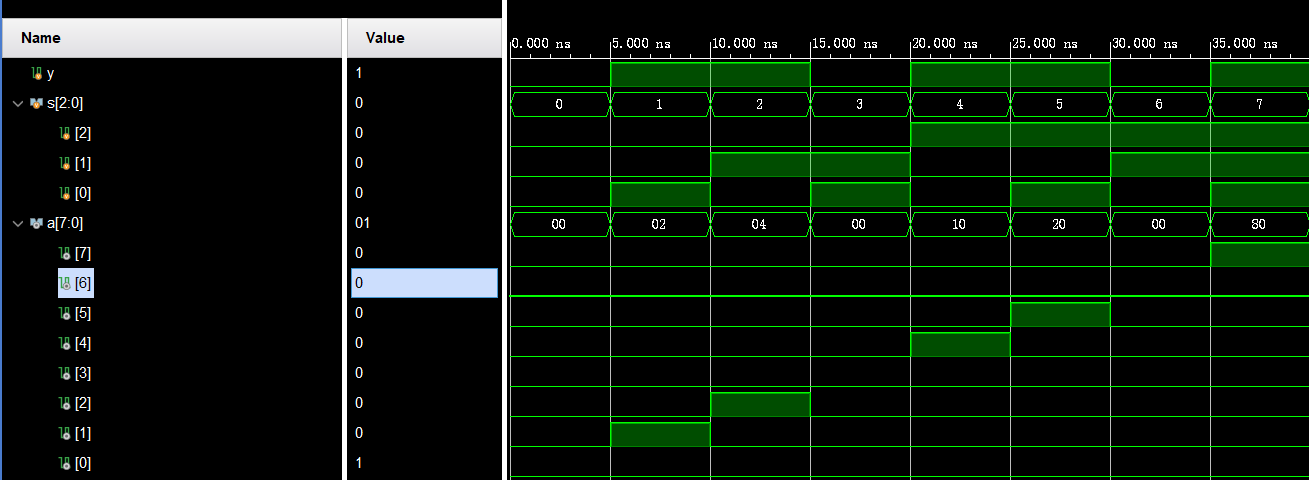 Name Value
0.000 ns 5.000 ns 10.000 ns 15.000 ns 20.000 ns 25.000 ns 30.000 ns 35.000 ns
y 1
s[2:0] 0 0 1 2 3 4 5 6 7
[2] 0
[1] 0
[0] 0
a[7:0] 01 00 02 04 00 10 20 00 80
[7] 0
[6] 0
[5] 0
[4] 0
[3] 0
[2] 0
[1] 0
[0] 1